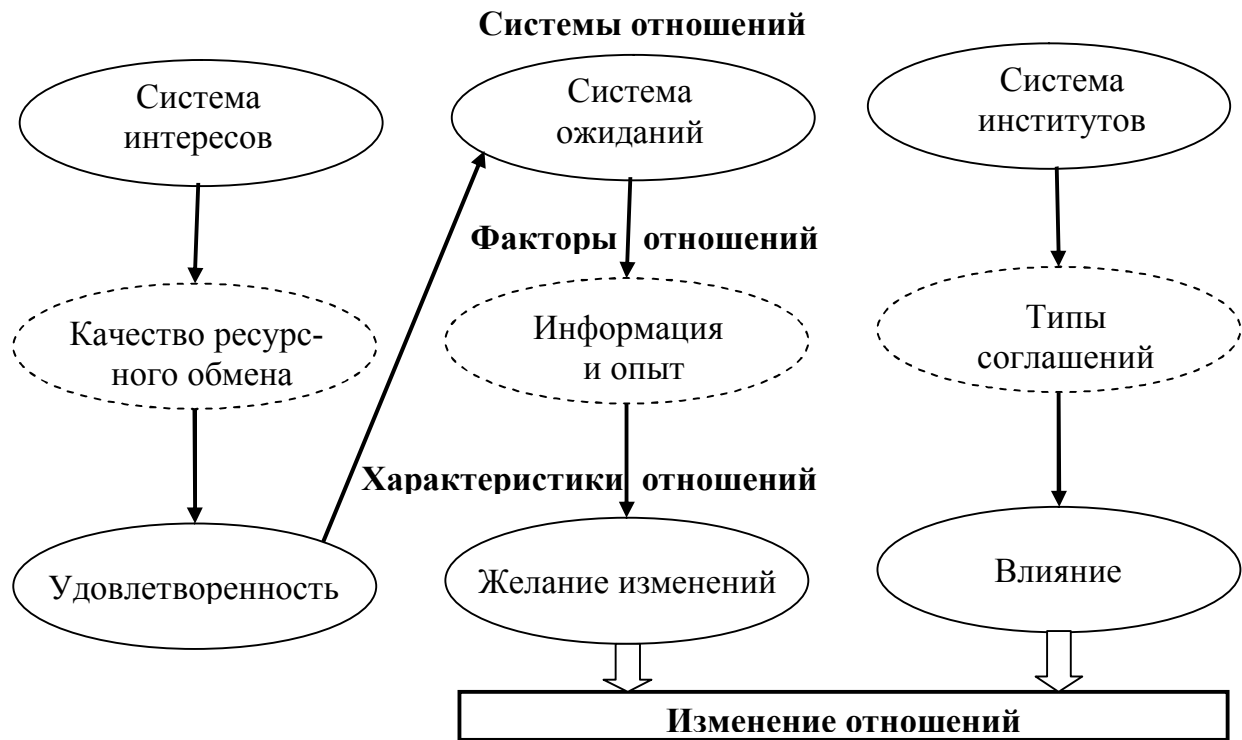 Системы отношений
Система
интересов
Система
ожиданий
Система
институтов
Факторы отношений
Качество ресурс-
ного обмена
Информация
и опыт
Типы
соглашений
Характеристики отношений
Удовлетворенность
Желание изменений
Влияние
Изменение отношений